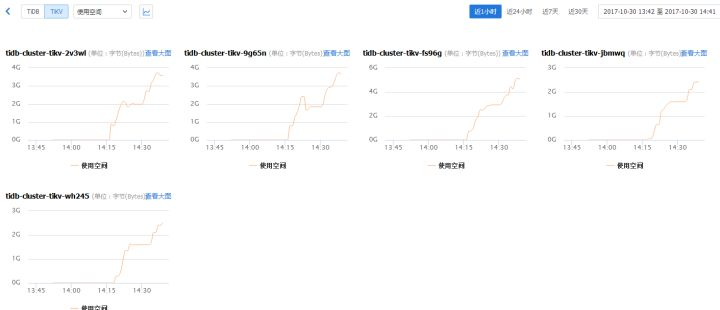 TIDB TIKV 使用空间 近1小时 近24小时 近7天 近30天 2017-10-30 13:42 至 2017-10-30 14:41
tidb-cluster-tikv-2v3wl (单位：字节(Bytes))查看大图
4G
3G
2G
1G
0G
13:45 14:00 14:15 14:30
使用空间
tidb-cluster-tikv-9g65n (单位：字节(Bytes)查看大图
4G
3G
2G
1G
0G
13:45 14:00 14:15 14:30
使用空间
tidb-cluster-tikv-fs96g (单位：字节(Bytes)查看大图
6G
4G
2G
0G
13:45 14:00 14:15 14:30
使用空间
tidb-cluster-tikv-jbmwq (单位：字节(Bytes)查看大图
3G
2G
1G
0G
13:45 14:00 14:15 14:30
使用空间
tidb-cluster-tikv-wh245 (单位：字节(Bytes)查看大图
3G
2G
1G
0G
13:45 14:00 14:15 14:30
使用空间